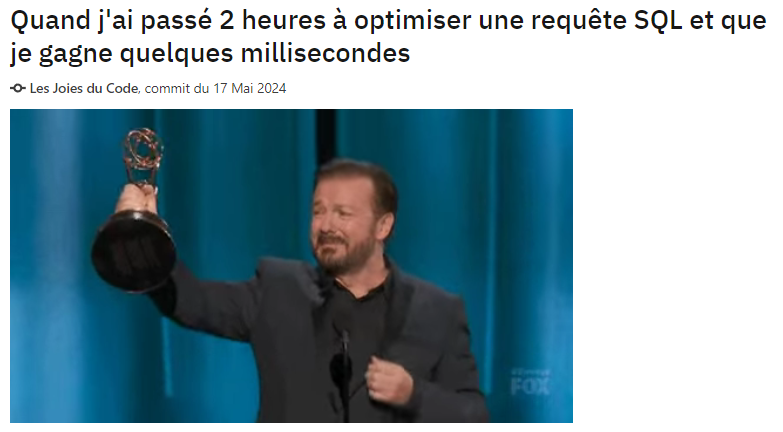 Quand j'ai passé 2 heures à optimiser une requête SQL et que
je gagne quelques millisecondes
Les Joies du Code, commit du 17 Mai 2024
FOX